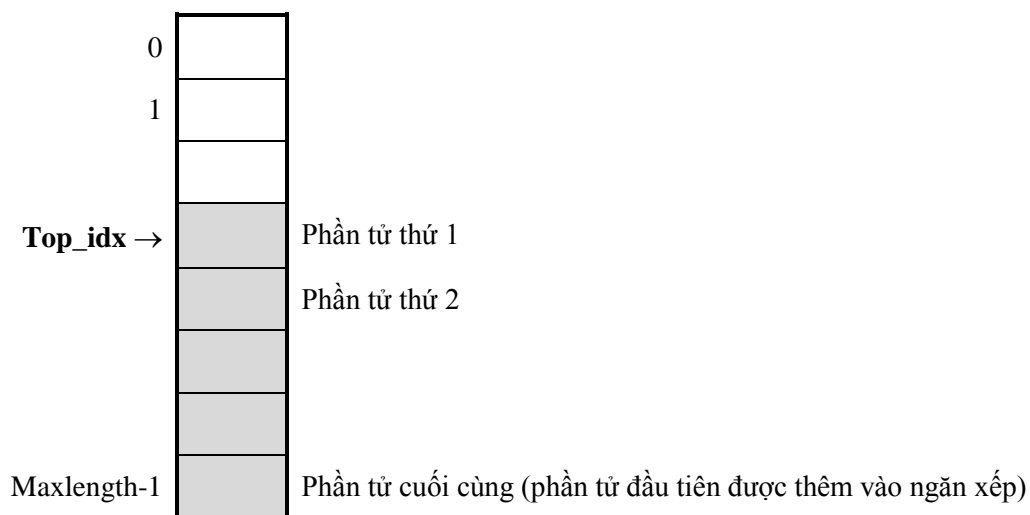 0
1
Top_idx → Phần tử thứ 1
Phần tử thứ 2
Maxlength-1 Phần tử cuối cùng (phần tử đầu tiên được thêm vào ngăn xếp)